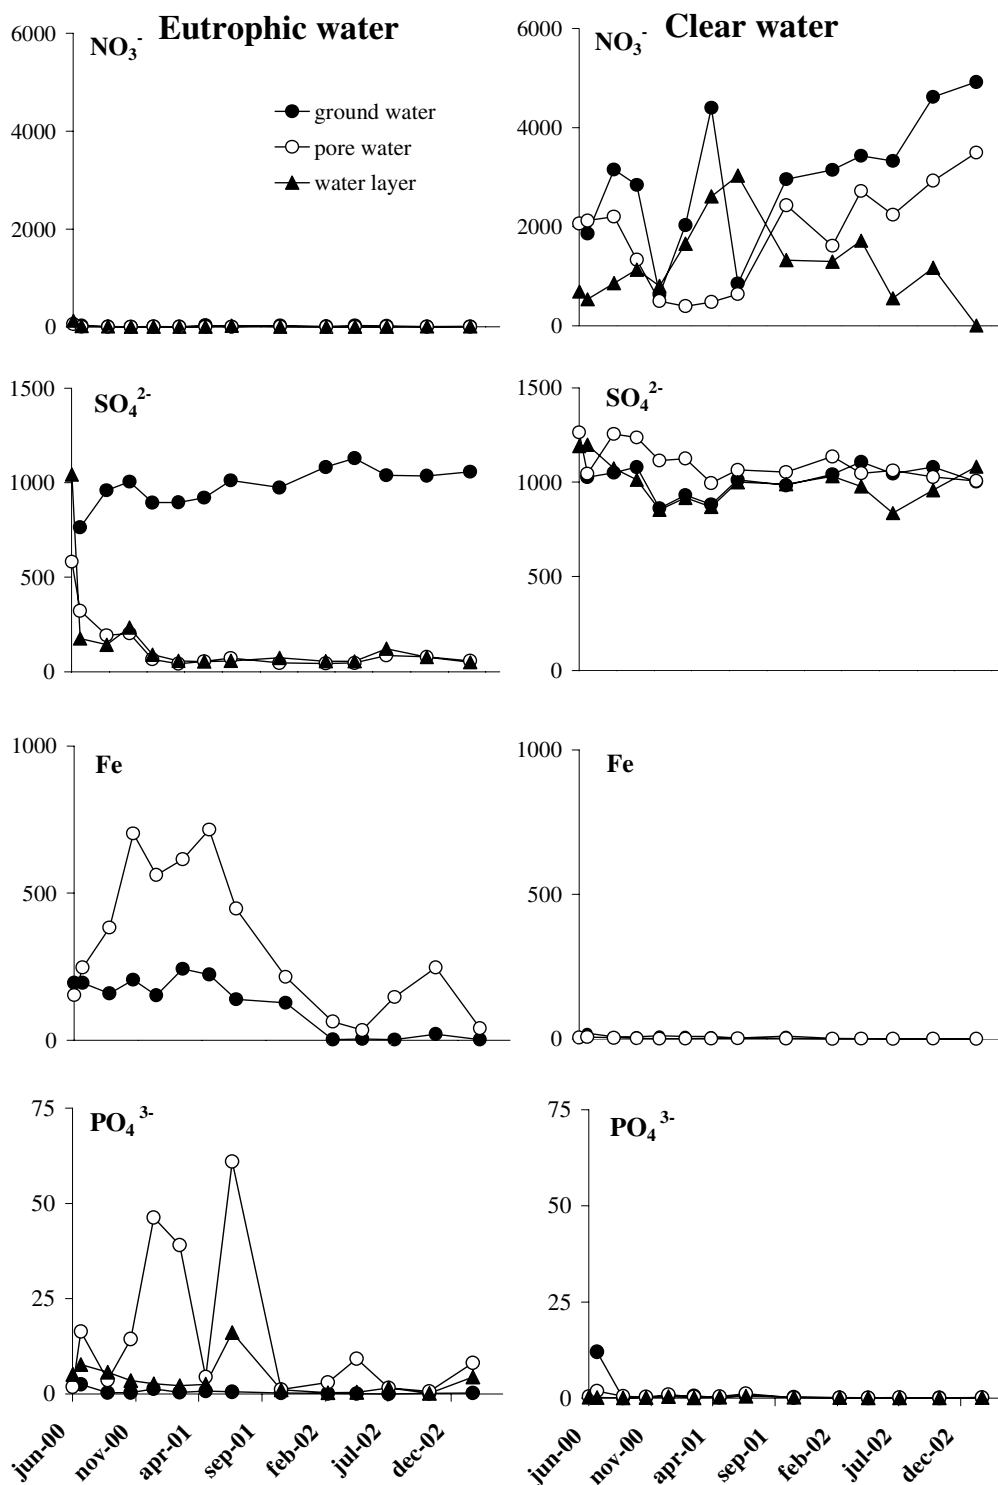 Eutrophic water
Clear water
NO₃⁻
6000
4000
2000
0
ground water
pore water
water layer
NO₃⁻
6000
4000
2000
0
SO₄²⁻
1500
1000
500
0
SO₄²⁻
1500
1000
500
0
Fe
1000
500
0
Fe
1000
500
0
PO₄³⁻
75
50
25
0
jun-00 nov-00 apr-01 sep-01 feb-02 jul-02 dec-02
PO₄³⁻
75
50
25
0
jun-00 nov-00 apr-01 sep-01 feb-02 jul-02 dec-02